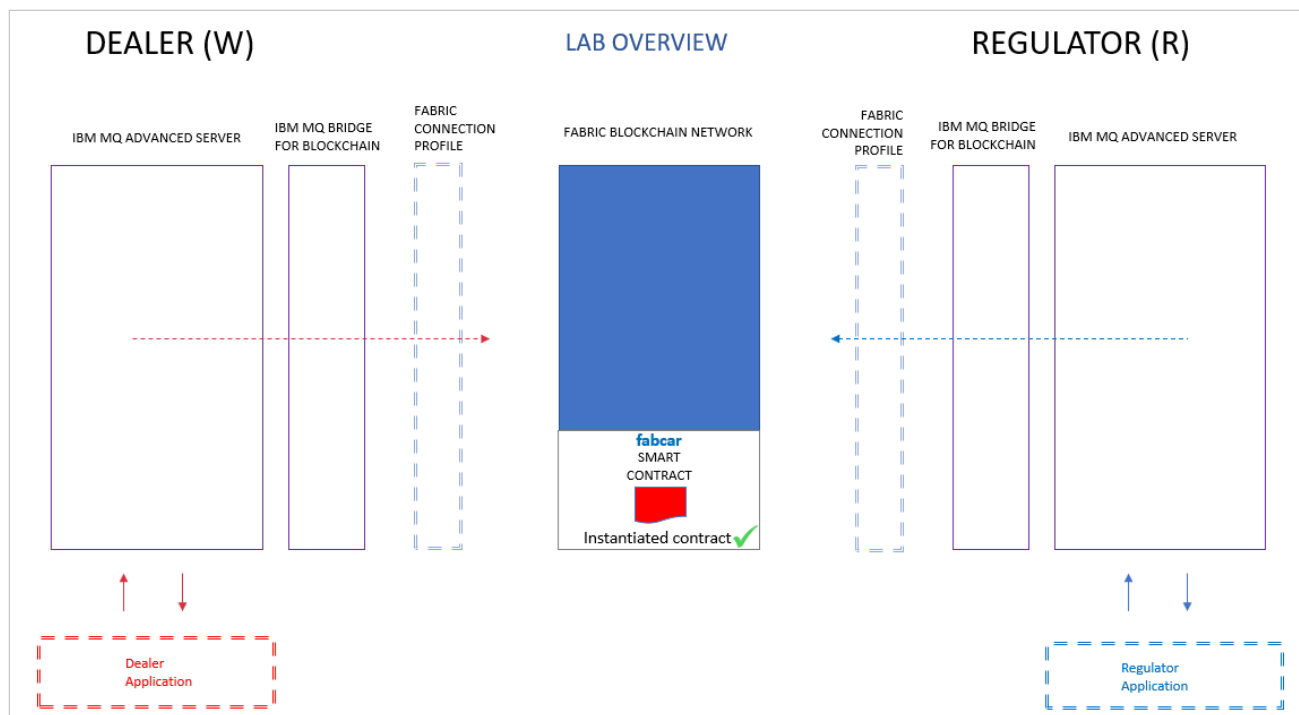 DEALER (W)
LAB OVERVIEW
REGULATOR (R)
IBM MQ ADVANCED SERVER
IBM MQ BRIDGE
FOR BLOCKCHAIN
FABRIC
CONNECTION
PROFILE
FABRIC BLOCKCHAIN NETWORK
FABRIC
CONNECTION
PROFILE
IBM MQ BRIDGE
FOR BLOCKCHAIN
IBM MQ ADVANCED SERVER
fabcar
SMART
CONTRACT
Instantiated contract
Dealer
Application
Regulator
Application